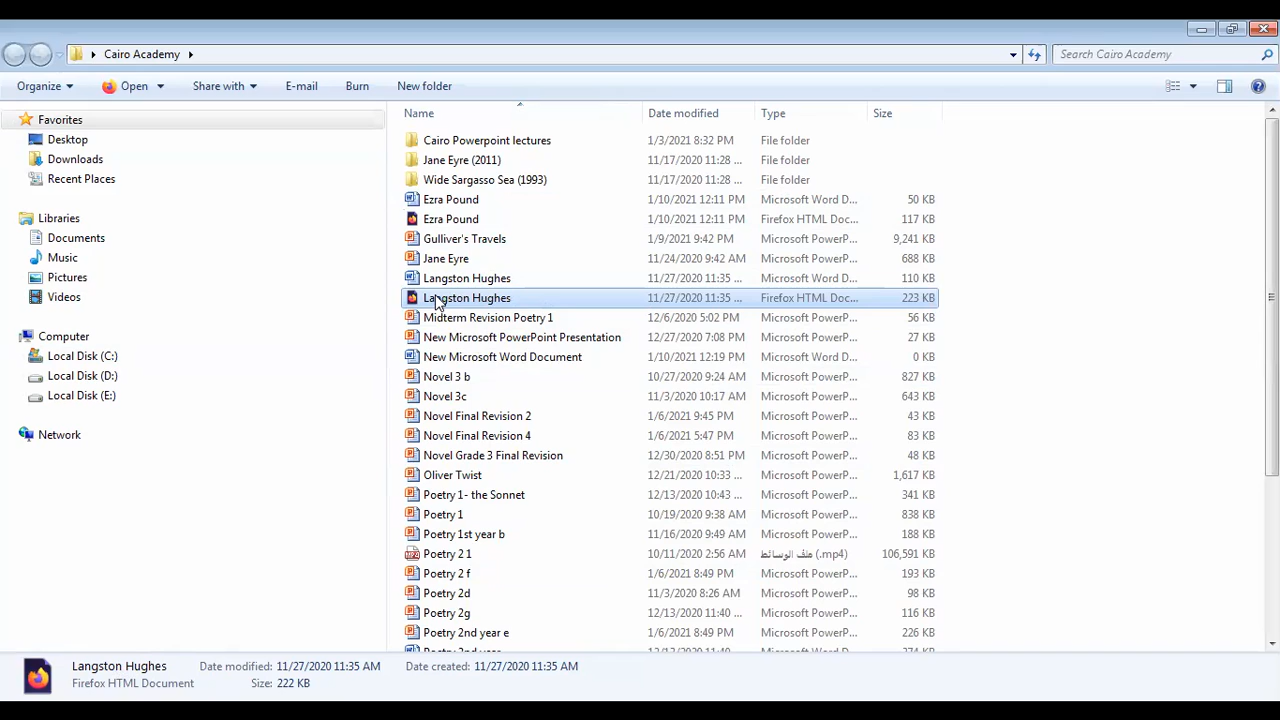 Cairo Academy
Search Cairo Academy
Organize Open Share with E-mail Burn New folder
Name Date modified Type Size
Favorites
Desktop
Downloads
Recent Places
Libraries
Documents
Music
Pictures
Videos
Computer
Local Disk (C:)
Local Disk (D:)
Local Disk (E:)
Network
Cairo Powerpoint lectures 1/3/2021 8:32 PM File folder
Jane Eyre (2011) 11/17/2020 11:28 ... File folder
Wide Sargasso Sea (1993) 11/17/2020 11:28 ... File folder
Ezra Pound 1/10/2021 12:11 PM Microsoft Word D... 50 KB
Ezra Pound 1/10/2021 12:11 PM Firefox HTML Doc... 117 KB
Gulliver's Travels 1/9/2021 9:42 PM Microsoft PowerP... 9,241 KB
Jane Eyre 11/24/2020 9:42 AM Microsoft PowerP... 688 KB
Langston Hughes 11/27/2020 11:35 ... Microsoft Word D... 110 KB
Langston Hughes 11/27/2020 11:35 ... Firefox HTML Doc... 223 KB
Midterm Revision Poetry 1 12/6/2020 5:02 PM Microsoft PowerP... 56 KB
New Microsoft PowerPoint Presentation 12/27/2020 7:08 PM Microsoft PowerP... 27 KB
New Microsoft Word Document 1/10/2021 12:19 PM Microsoft Word D... 0 KB
Novel 3 b 10/27/2020 9:24 AM Microsoft PowerP... 827 KB
Novel 3c 11/3/2020 10:17 AM Microsoft PowerP... 643 KB
Novel Final Revision 2 1/6/2021 9:45 PM Microsoft PowerP... 43 KB
Novel Final Revision 4 1/6/2021 5:47 PM Microsoft PowerP... 83 KB
Novel Grade 3 Final Revision 12/30/2020 8:51 PM Microsoft PowerP... 48 KB
Oliver Twist 12/21/2020 10:33 ... Microsoft PowerP... 1,617 KB
Poetry 1- the Sonnet 12/13/2020 10:43 ... Microsoft PowerP... 341 KB
Poetry 1 10/19/2020 9:38 AM Microsoft PowerP... 838 KB
Poetry 1st year b 11/16/2020 9:49 AM Microsoft PowerP... 188 KB
Poetry 2 1 10/11/2020 2:56 AM ملف الوسائط (.mp4) 106,591 KB
Poetry 2 f 1/6/2021 8:49 PM Microsoft PowerP... 193 KB
Poetry 2d 11/3/2020 8:26 AM Microsoft PowerP... 98 KB
Poetry 2g 12/13/2020 11:40 ... Microsoft PowerP... 116 KB
Poetry 2nd year e 1/6/2021 8:49 PM Microsoft PowerP... 226 KB
Langston Hughes Date modified: 11/27/2020 11:35 AM Date created: 11/27/2020 11:35 AM
Firefox HTML Document Size: 222 KB